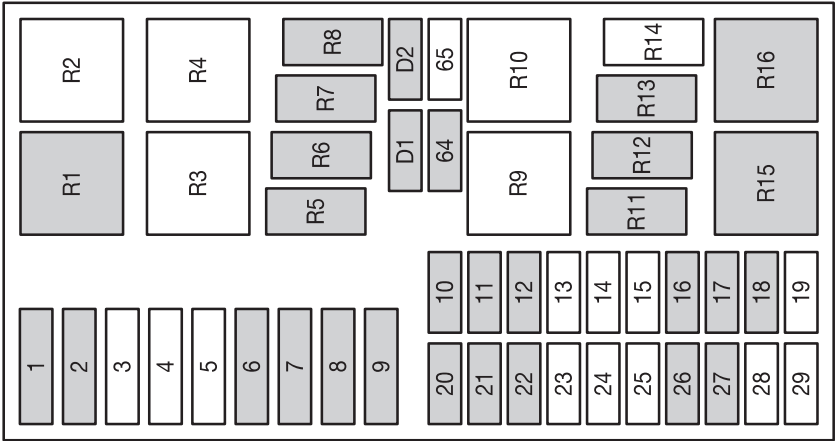 R2 R4 R8 D2 65 R10 R14 R16
R7 R13
R1 R3 R6 D1 64 R9 R12 R15
R5 R11
10 11 12 13 14 15 16 17 18 19
1 2 3 4 5 6 7 8 9
20 21 22 23 24 25 26 27 28 29